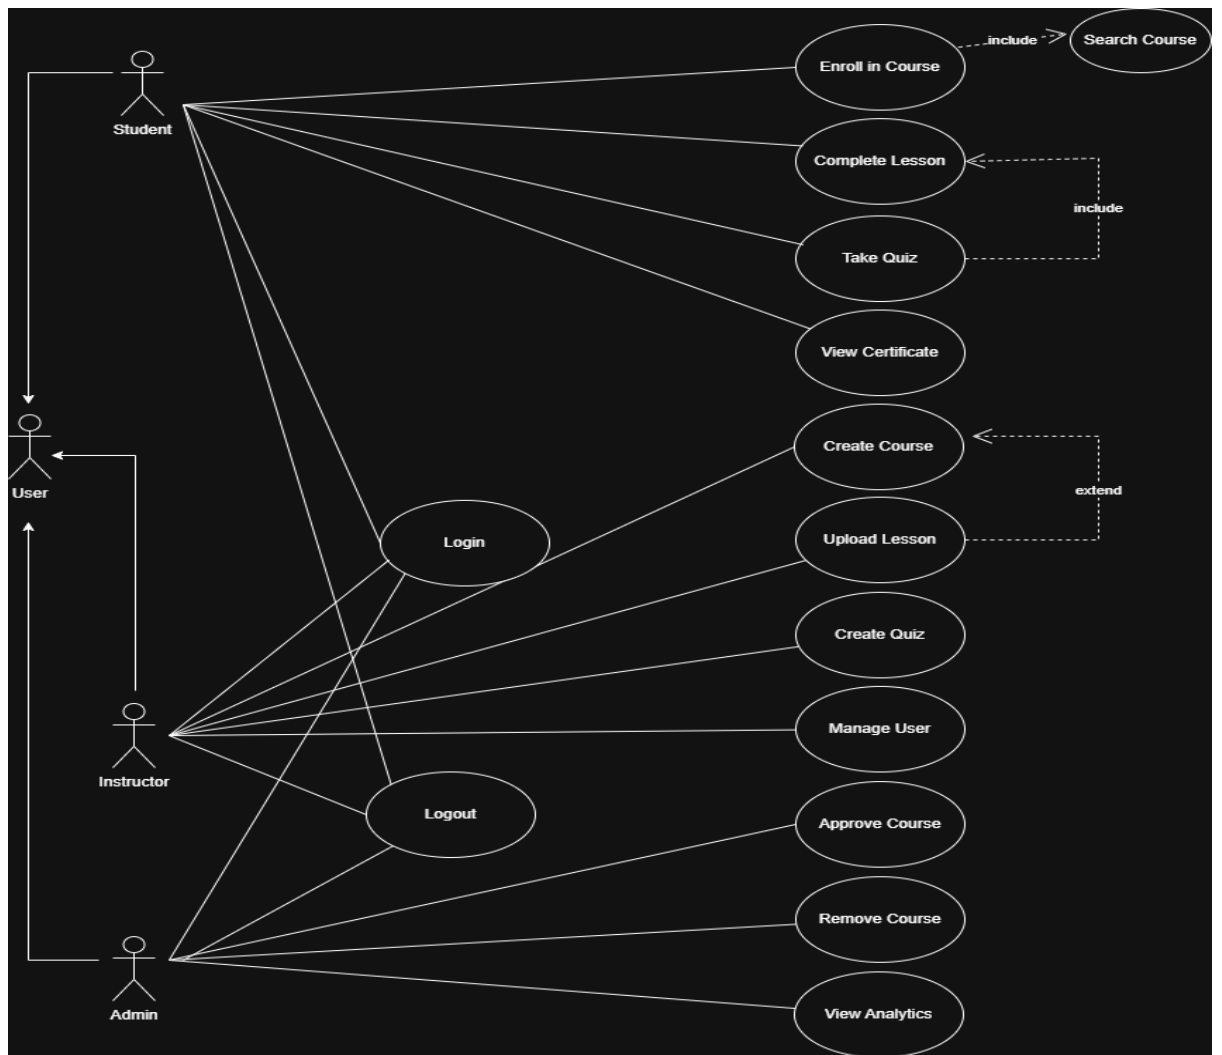 Enroll in Course
include
Search Course
Student
Complete Lesson
include
Take Quiz
View Certificate
Create Course
User
extend
Login
Upload Lesson
Create Quiz
Manage User
Instructor
Logout
Approve Course
Remove Course
Admin
View Analytics